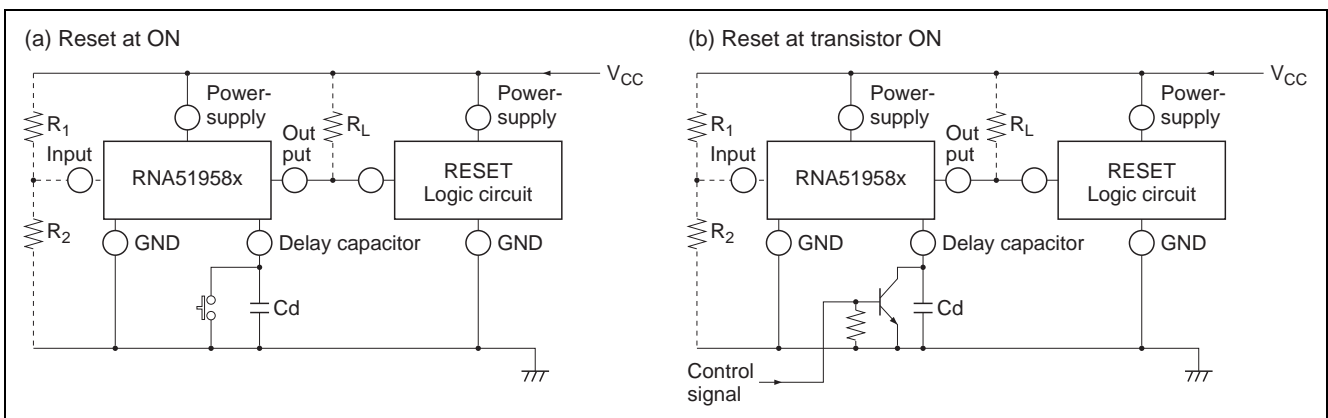 (a) Reset at ON
VCC
Power-
supply
Power-
supply
R1
Out
put
RL
Input
RNA51958x
RESET
Logic circuit
R2
GND
Delay capacitor
GND
Cd
(b) Reset at transistor ON
VCC
Power-
supply
Power-
supply
R1
Out
put
RL
Input
RNA51958x
RESET
Logic circuit
R2
GND
Delay capacitor
GND
Cd
Control
signal